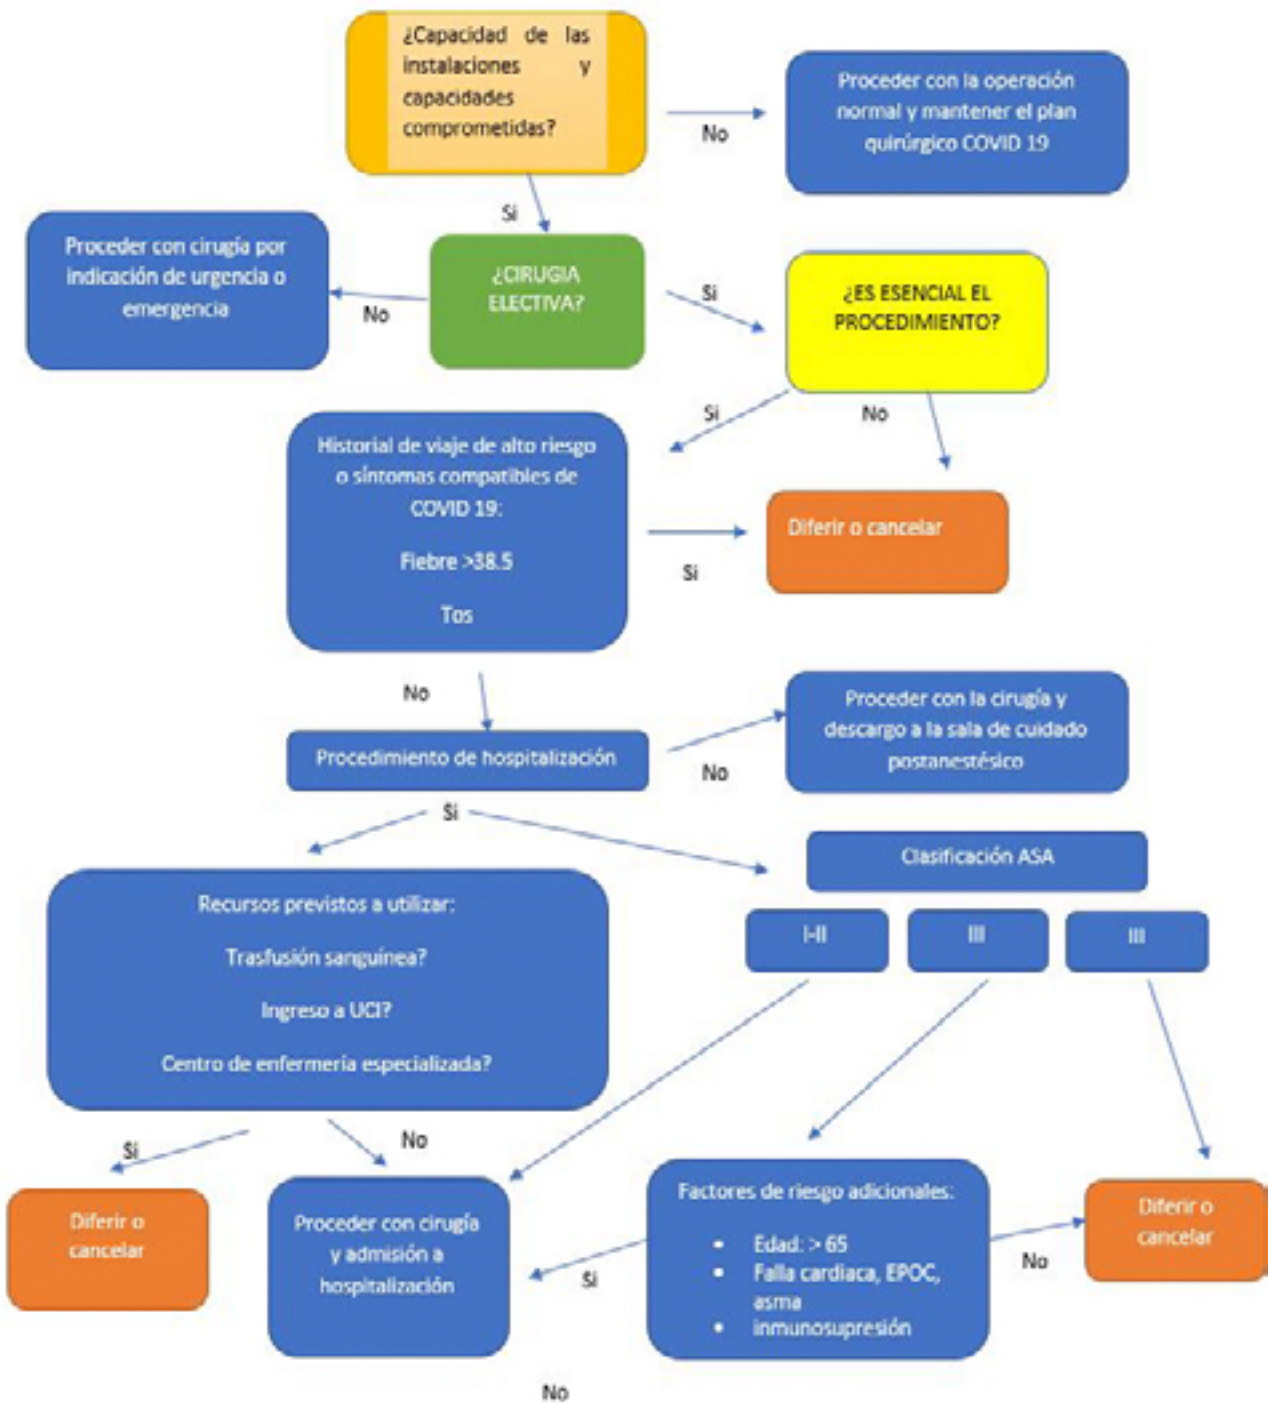 ¿Capacidad de las
instalaciones y
capacidades
comprometidas?
No
Proceder con la operación
normal y mantener el plan
quirúrgico COVID 19
Si
Proceder con cirugía por
indicación de urgencia o
emergencia
No
¿CIRUGIA
ELECTIVA?
Si
¿ES ESENCIAL EL
PROCEDIMIENTO?
Si
No
Historial de viaje de alto riesgo
o síntomas compatibles de
COVID 19:
Fiebre >38.5
Tos
Si
Diferir o cancelar
No
Procedimiento de hospitalización
No
Proceder con la cirugía y
descargo a la sala de cuidado
postanestésico
Si
Clasificación ASA
I-II
III
III
Recursos previstos a utilizar:
Trasfusión sanguínea?
Ingreso a UCI?
Centro de enfermería especializada?
Si
No
Diferir o
cancelar
Proceder con cirugía
y admisión a
hospitalización
Si
Factores de riesgo adicionales:
• Edad: > 65
• Falla cardiaca, EPOC,
asma
• inmunosupresión
No
Diferir o
cancelar
No